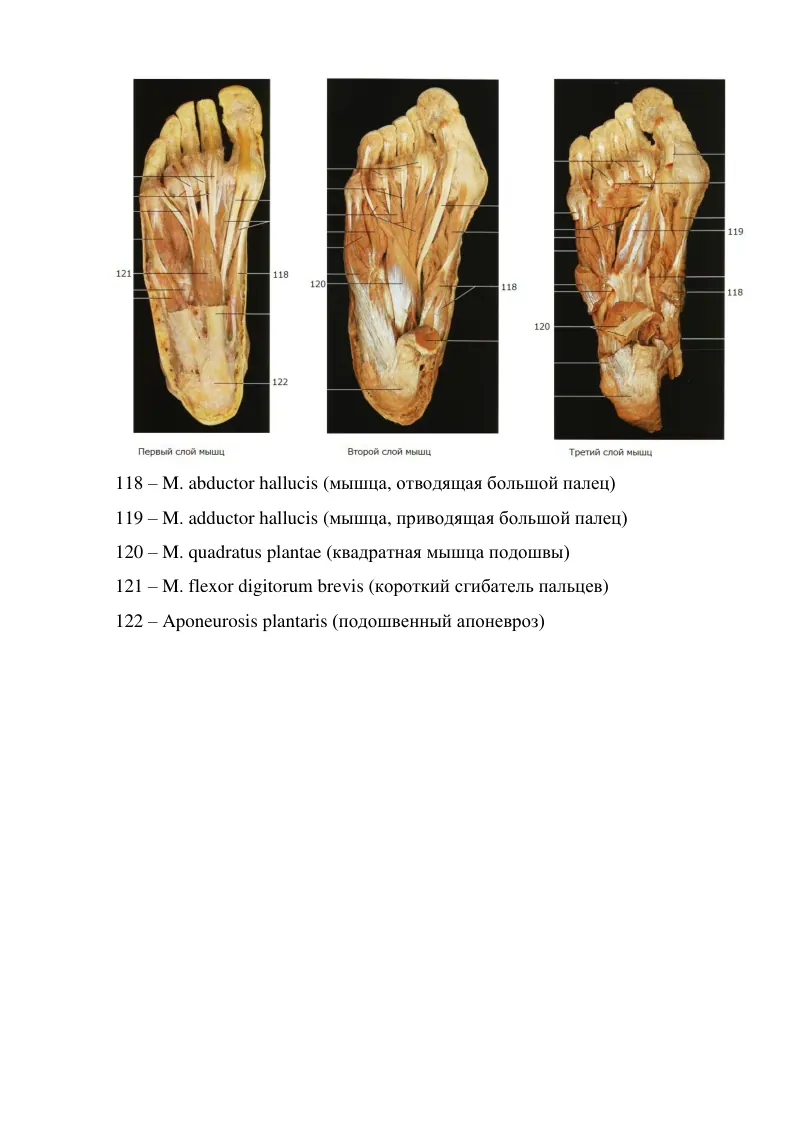 121
118
122
120
118
119
118
120
Первый слой мышц
Второй слой мышц
Третий слой мышц
118 – M. abductor hallucis (мышца, отводящая большой палец)
119 – M. adductor hallucis (мышца, приводящая большой палец)
120 – M. quadratus plantae (квадратная мышца подошвы)
121 – M. flexor digitorum brevis (короткий сгибатель пальцев)
122 – Aponeurosis plantaris (подошвенный апоневроз)